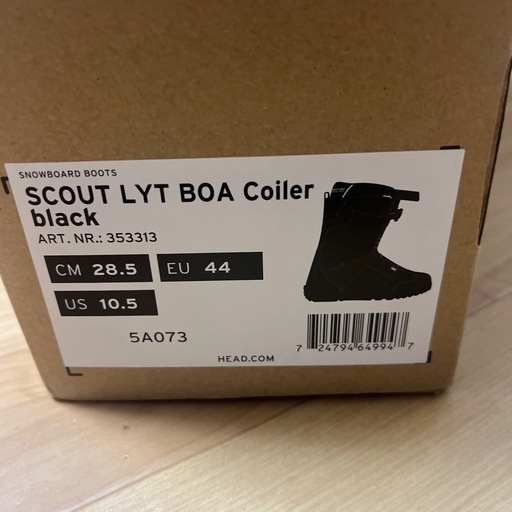 SNOWBOARD BOOTS
SCOUT LYT BOA Coiler
black
ART. NR.: 353313
CM 28.5 EU 44
US 10.5
5A073
7 24794 64994 7
HEAD.COM